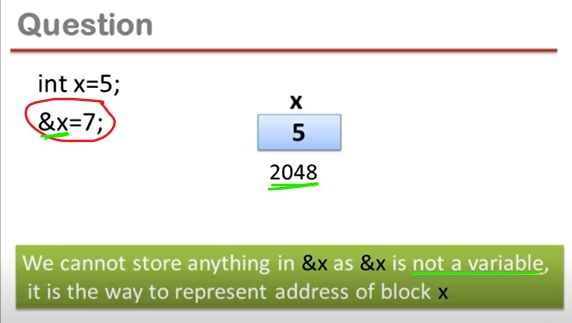 Question
int x=5;
&x=7;
x
5
2048
We cannot store anything in &x as &x is not a variable,
it is the way to represent address of block x